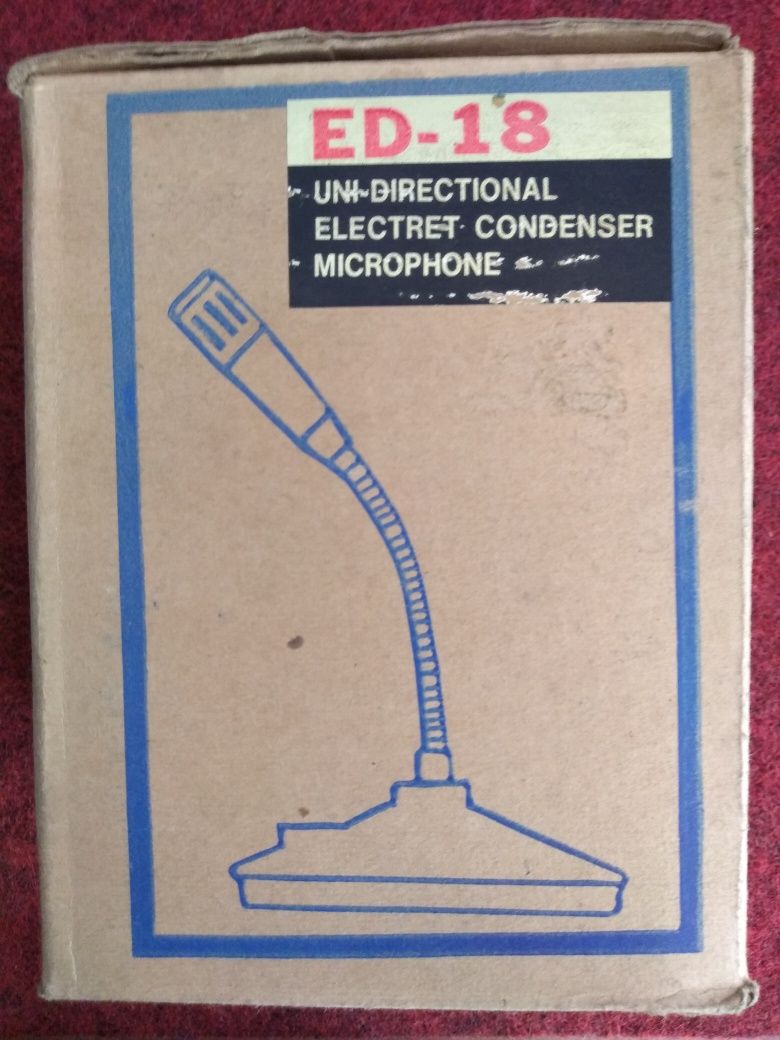 ED-18
UNI-DIRECTIONAL
ELECTRET CONDENSER
MICROPHONE